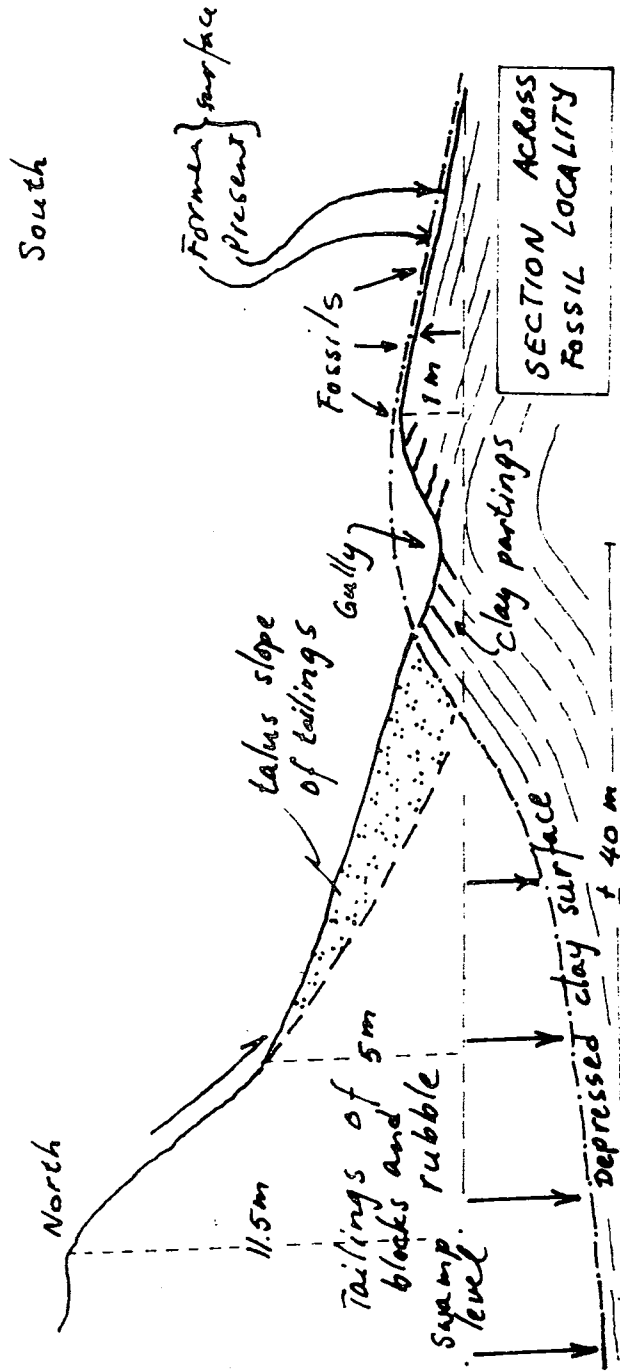 North
South
11.5m
5m
Tailings of
blocks and
rubble
Swamp
level.
talus slope
of tailings
Gully
Fossils
Former
Present
surface
1m
clay partings
Depressed clay surface
± 40 m
SECTION ACROSS
FOSSIL LOCALITY